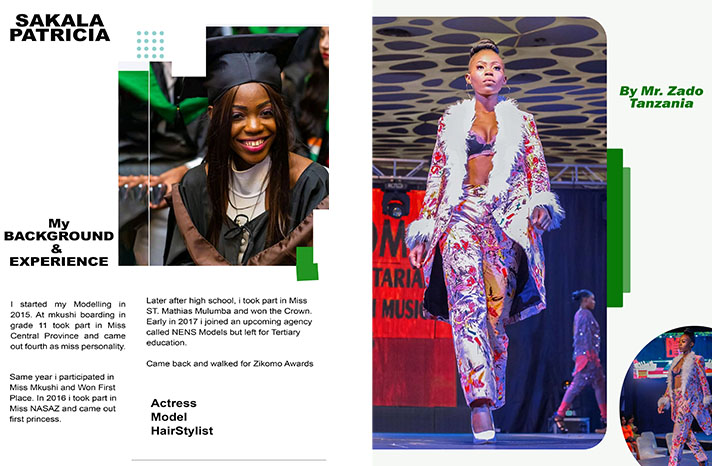 SAKALA
PATRICIA
My
BACKGROUND
&
EXPERIENCE
I started my Modelling in
2015. At mkushi boarding in
grade 11 took part in Miss
Central Province and came
out fourth as miss personality.
Same year i participated in
Miss Mkushi and Won First
Place. In 2016 i took part in
Miss NASAZ and came out
first princess.
Later after high school, i took part in Miss
ST. Mathias Mulumba and won the Crown.
Early in 2017 i joined an upcoming agency
called NENS Models but left for Tertiary
education.
Came back and walked for Zikomo Awards
Actress
Model
HairStylist
By Mr. Zado
Tanzania
TARIA
MUSIC